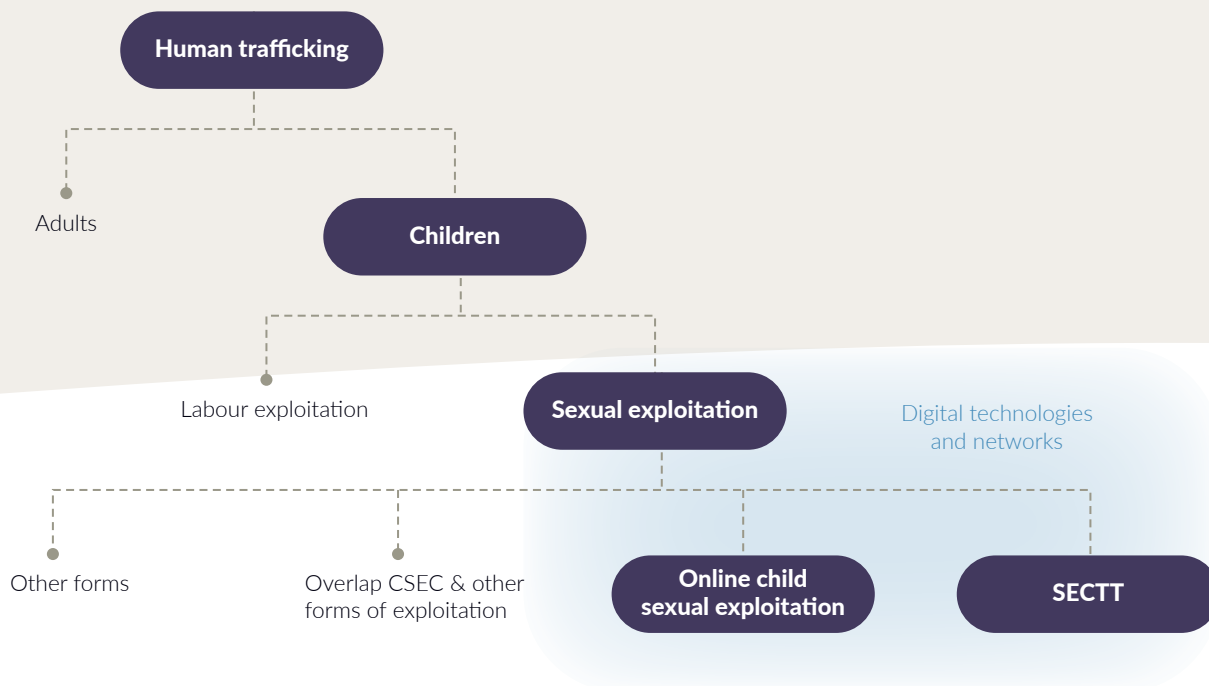 Human trafficking
Adults
Children
Labour exploitation
Sexual exploitation
Digital technologies
and networks
Other forms
Overlap CSEC & other
forms of exploitation
Online child
sexual exploitation
SECTT